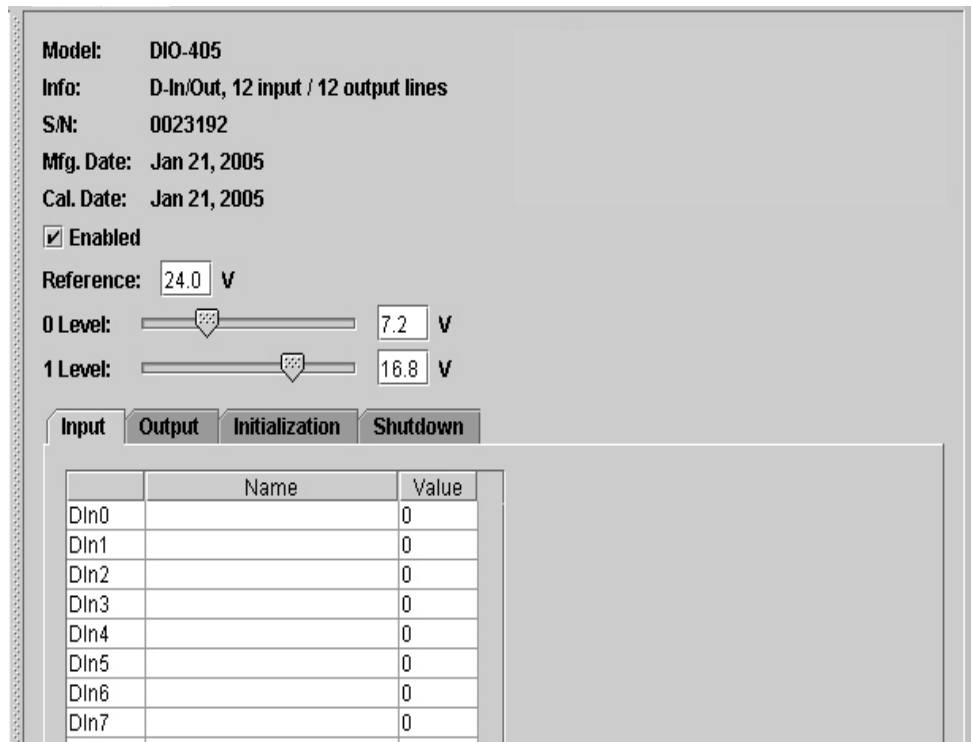 Model: DIO-405
Info: D-In/Out, 12 input / 12 output lines
S/N: 0023192
Mfg. Date: Jan 21, 2005
Cal. Date: Jan 21, 2005
Enabled
Reference: 24.0 V
0 Level: 7.2 V
1 Level: 16.8 V
Input Output Initialization Shutdown
Name Value
DIn0 0
DIn1 0
DIn2 0
DIn3 0
DIn4 0
DIn5 0
DIn6 0
DIn7 0